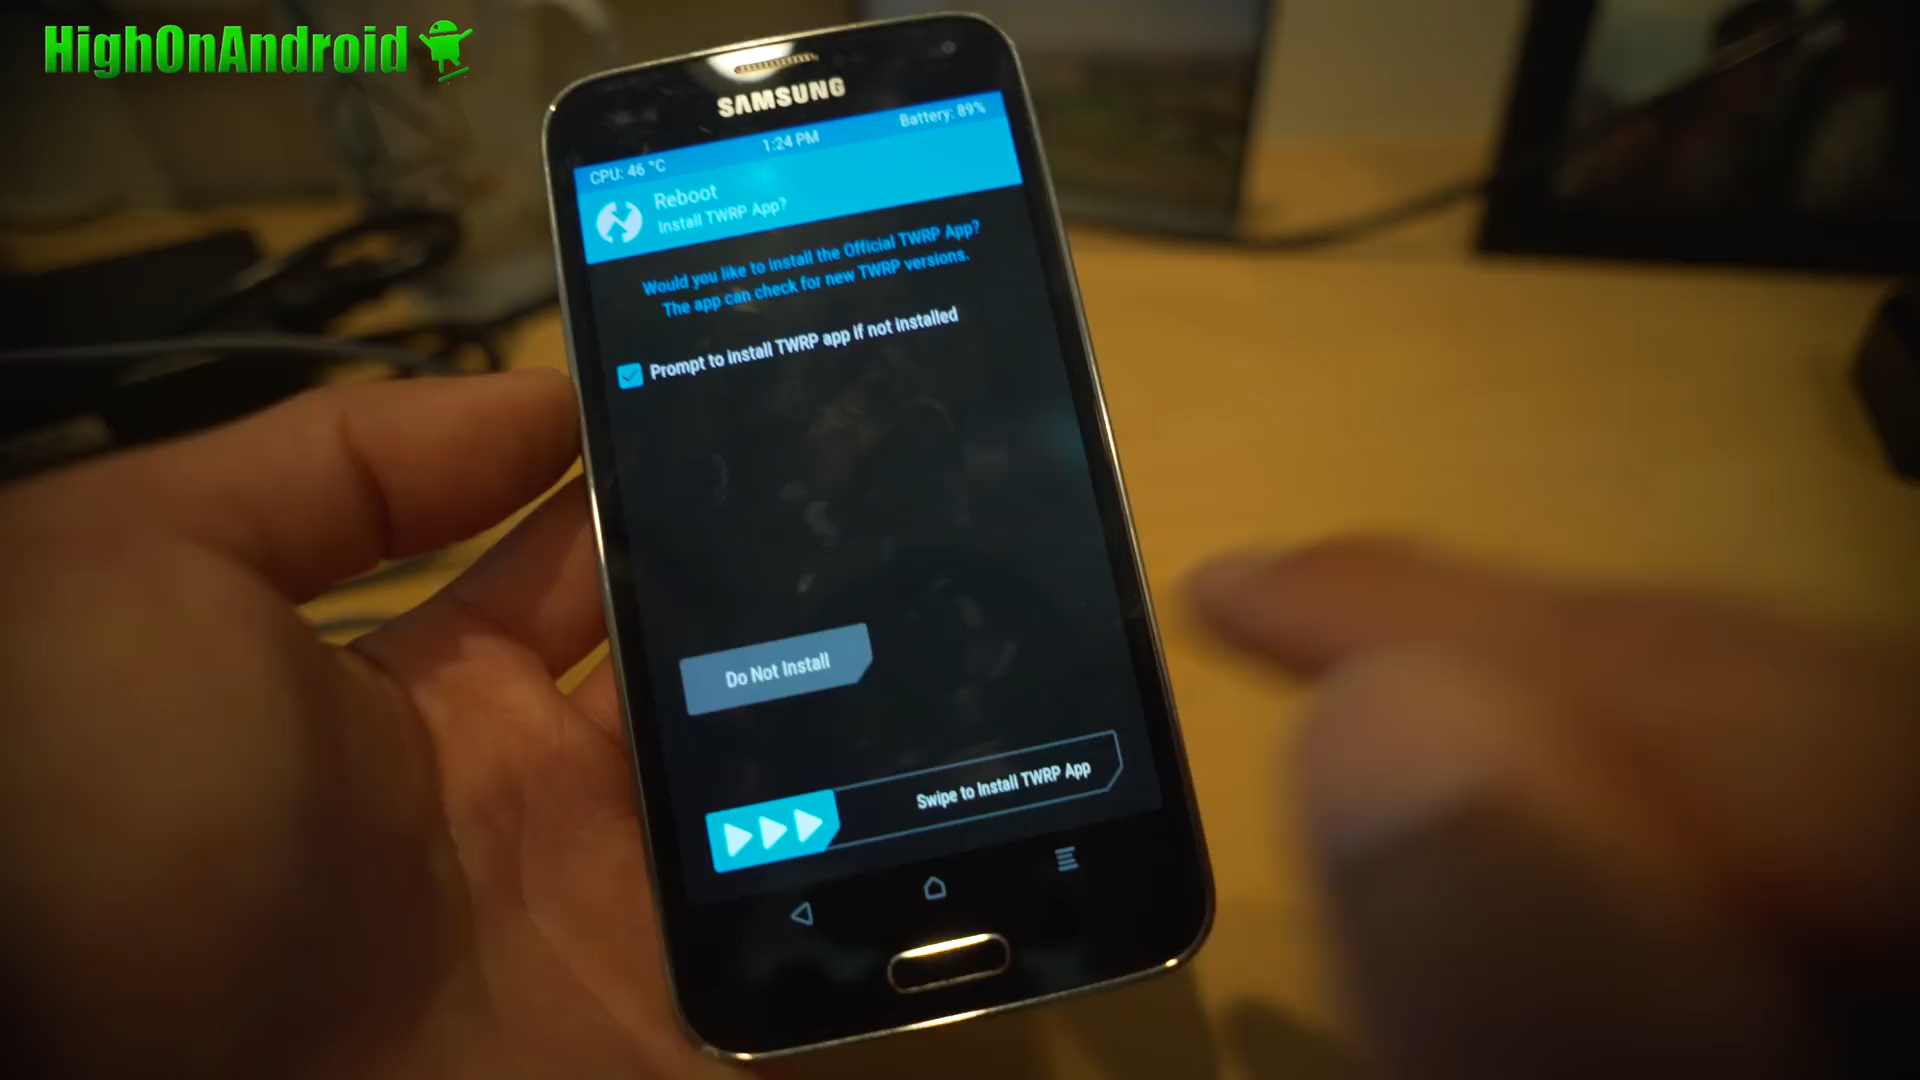 HighOnAndroid
SAMSUNG
CPU: 46 °C
1:24 PM
Battery: 89%
Reboot
Install TWRP App?
Would you like to install the Official TWRP App?
The app can check for new TWRP versions.
Prompt to install TWRP app if not installed
Do Not Install
Swipe to Install TWRP App